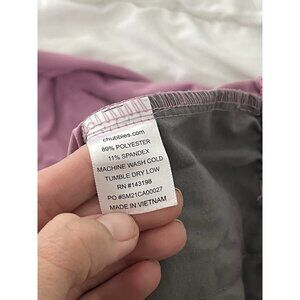 chubbies.com
89% POLYESTER
11% SPANDEX
MACHINE WASH COLD
TUMBLE DRY LOW
RN #143198
PO #SM21CA00027
MADE IN VIETNAM